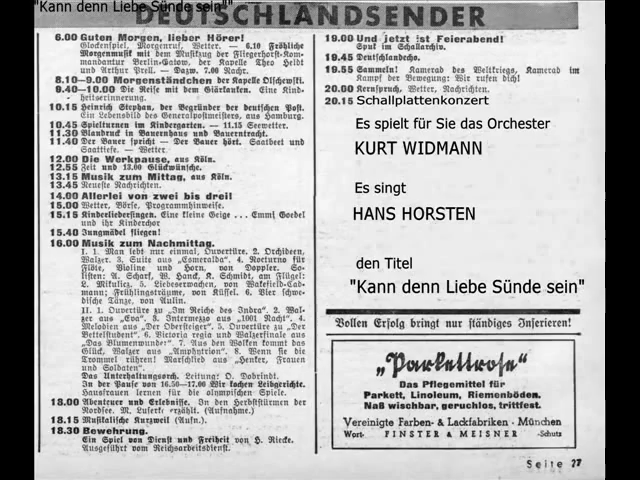 "Kann denn Liebe Sünde sein""
DEUTSCHLANDSENDER
6.00 Guten Morgen, lieber Hörer!
Glockenspiel, Morgenruf, Wetter. — 6.10 Fröhliche
Morgenmusik mit dem Musikzug der Fliegerhorst-Kom-
mandantur Berlin-Gatow, der Kapelle Theo Heldt
und Arthur Prell. — Dazw. 7.00 Nachr.
8.10—9.00 Morgenständchen der Kapelle Olschewski.
9.40—10.00 Die Reise mit dem Giärkauken. Eine Kind-
heitserinnerung.
10.15 Heinrich Stephan, der Begründer der deutschen Post.
Ein Lebensbild des Generalpostmeisters, aus Hamburg.
10.45 Spielturnen im Kindergarten. — 11.15 Seewetter.
11.30 Blaudruck in Bauernhaus und Bauerntracht.
11.40 Der Bauer spricht — Der Bauer hört. Saatbeet und
Saattiefe. — Wetter.
12.00 Die Werkpause, aus Köln.
12.55 Zeit und 13.00 Glückwünsche.
13.15 Musik zum Mittag, aus Köln.
13.45 Neueste Nachrichten.
14.00 Allerlei von zwei bis drei!
15.00 Wetter, Börse, Programmhinweise.
15.15 Kinderliedersingen. Eine kleine Geige . . . Emmi Goedel
und ihr Kinderchor
15.40 Jungmädel fliegen!
16.00 Musik zum Nachmittag.
I. 1. Man lebt nur einmal, Ouvertüre. 2. Orchideen,
Walzer. 3. Suite aus „Esmeralda“. 4. Notturno für
Flöte, Violine und Horn, von Doppler. So-
listen: A. Scharf, W. Hanck, K. Schmidt, am Flügel:
L. Mikulicz. 5. Liebeserwachen, von Wakefield-Cad-
mann; Frühlingsträume, von Küssel. 6. Vier schwe-
dische Tänze, von Aulin.
II. 1. Ouvertüre zu „Im Reiche des Indra“. 2. Wal-
zer aus „Eva“. 3. Intermezzo aus „1001 Nacht“. 4.
Melodien aus „Der Obersteiger“. 5. Ouvertüre zu „Der
Bettelstudent“. 6. Victoria regia und Walzerfinale aus
„Das Blumenwunder“. 7. Aus den Wolken kommt das
Glück, Walzer aus „Amphytrion“. 8. Wenn sie die
Trommel rühren! Marschlied aus „Henker, Frauen
und Soldaten“.
Das Unterhaltungsorch. Leitung: O. Dobrindt.
In der Pause von 16.50—17.00 Wir kochen Leibgerichte.
Hausfrauen lernen für die olympischen Spiele.
18.00 Abenteuer und Erlebnisse. In den Herbststürmen der
Nordsee. M. Luserke erzählt. (Aufnahme.)
18.15 Musikalische Kurzweil (Aufn.).
18.30 Bewehrung.
Ein Spiel von Dienst und Freiheit von H. Riecke.
Ausgeführt vom Reichsarbeitsdienst.
19.00 Und jetzt ist Feierabend!
Spuk im Schallarchiv.
19.45 Deutschlandecho.
19.55 Sammeln! Kamerad des Weltkriegs, Kamerad im
Kampf der Bewegung: Wir rufen dich!
20.00 Kernspruch, Wetter, Nachrichten.
20.15 Schallplattenkonzert
Es spielt für Sie das Orchester
KURT WIDMANN
Es singt
HANS HORSTEN
den Titel
"Kann denn Liebe Sünde sein"
Vollen Erfolg bringt nur ständiges Inserieren!
„Parkettrose“
Das Pflegemittel für
Parkett, Linoleum, Riemenböden.
Naß wischbar, geruchlos, trittfest.
Vereinigte Farben- & Lackfabriken - München
Wort- FINSTER & MEISNER -Schutz
Seite 27